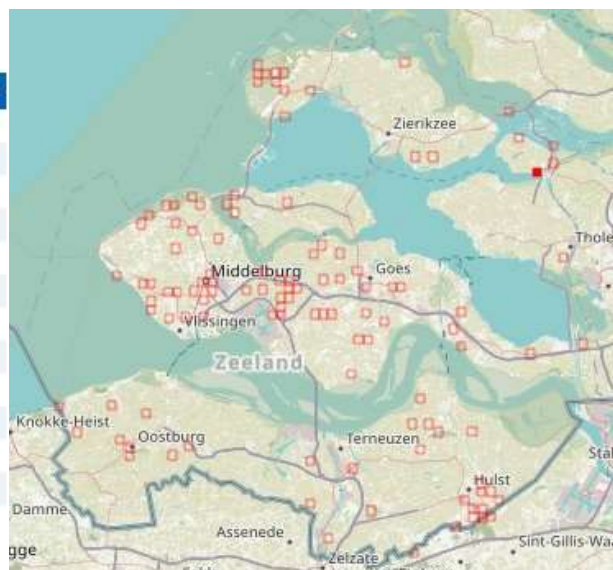 Zierikzee
Thole
Middelburg
Goes
Vlissingen
Zeeland
Knokke-Heist
Oostburg
Terneuzen
Hulst
Damme
Assenede
Zelzate
Sint-Gillis-Waa
gge